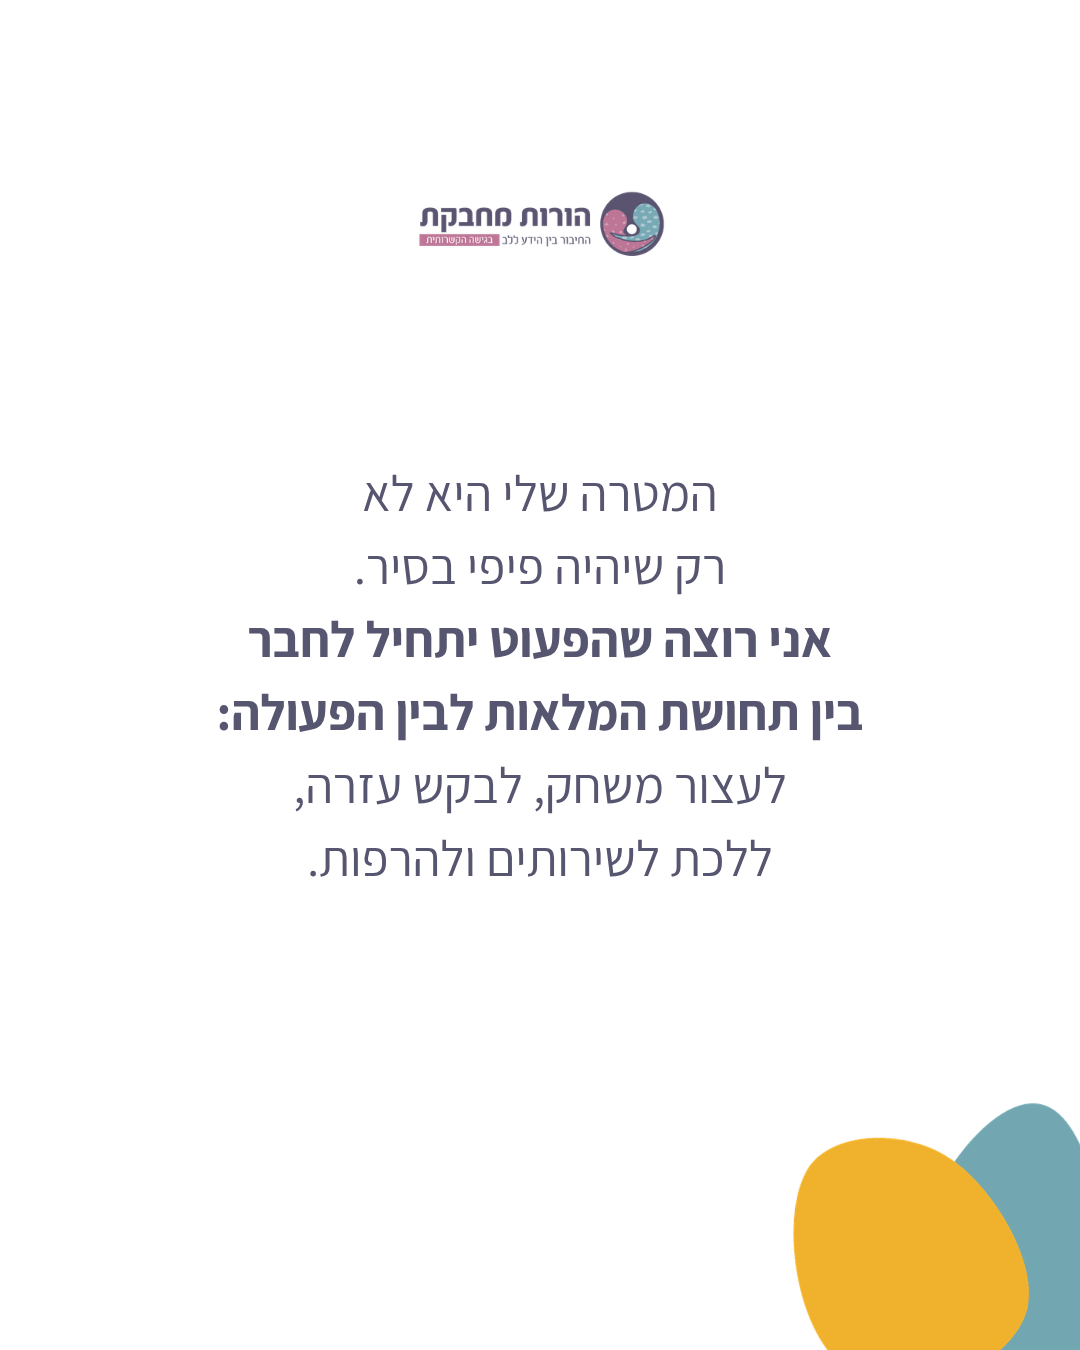 הורות מחבקת
החיבור בין הידע ללב בגישה הקשרותית
המטרה שלי היא לא
רק שיהיה פיפי בסיר.
אני רוצה שהפעוט יתחיל לחבר
בין תחושת המלאות לבין הפעולה:
לעצור משחק, לבקש עזרה,
ללכת לשירותים ולהרפות.